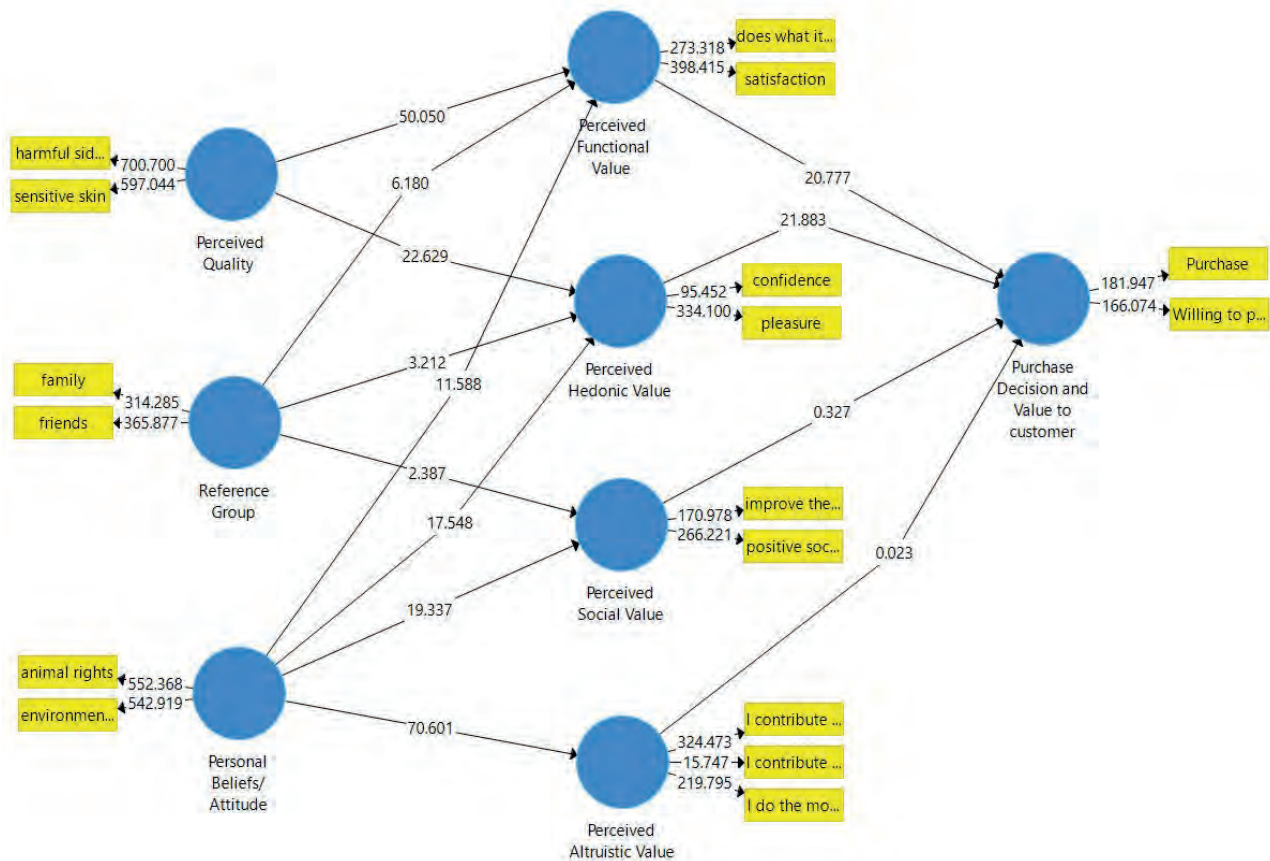 273.318
does what it...
398.415
satisfaction
Perceived
Functional
Value
50.050
harmful sid...
700.700
597.044
sensitive skin
Perceived
Quality
6.180
20.777
21.883
22.629
confidence
95.452
334.100
pleasure
Perceived
Hedonic Value
Purchase
181.947
166.074
Willing to p...
Purchase
Decision and
Value to
customer
3.212
11.588
family
314.285
friends
365.877
Reference
Group
2.387
0.327
17.548
improve the...
170.978
266.221
positive soc...
Perceived
Social Value
0.023
19.337
animal rights
552.368
542.919
environmen...
Personal
Beliefs/
Attitude
70.601
I contribute ...
324.473
15.747
I contribute ...
219.795
I do the mo...
Perceived
Altruistic Value